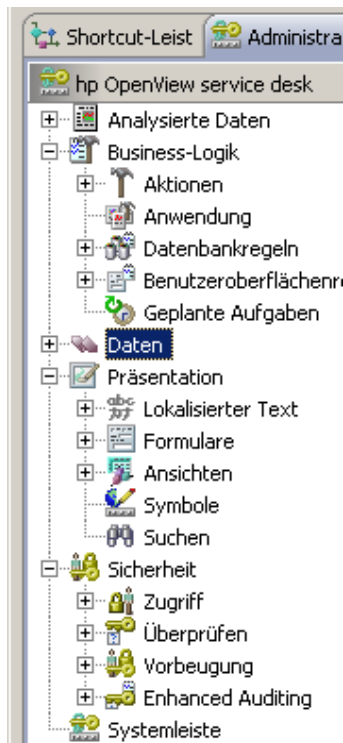 Shortcut-Leist Administra
hp OpenView service desk
Analysierte Daten
Business-Logik
Aktionen
Anwendung
Datenbankregeln
Benutzeroberflächenr
Geplante Aufgaben
Daten
Präsentation
Lokalisierter Text
Formulare
Ansichten
Symbole
Suchen
Sicherheit
Zugriff
Überprüfen
Vorbeugung
Enhanced Auditing
Systemleiste